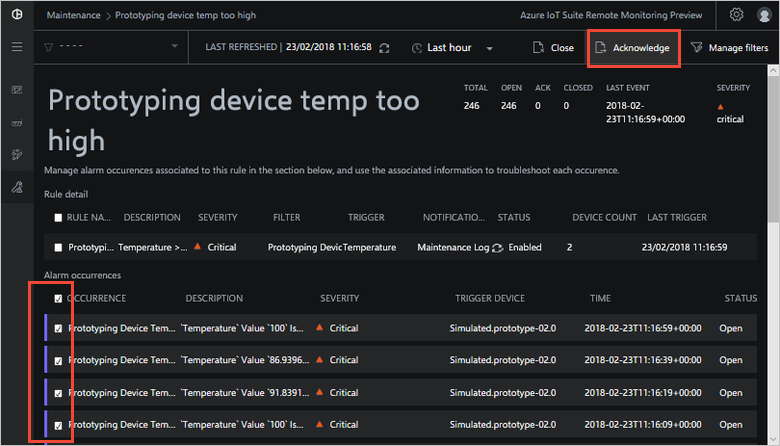 Maintenance > Prototyping device temp too high
Azure IoT Suite Remote Monitoring Preview
---- LAST REFRESHED | 23/02/2018 11:16:58 Last hour Close Acknowledge Manage filters
Prototyping device temp too
high
TOTAL OPEN ACK CLOSED LAST EVENT SEVERITY
246 246 0 0 2018-02-
23T11:16:59+00:00 critical
Manage alarm occurences associated to this rule in the section below, and use the associated information to troubleshoot each occurence.
Rule detail
RULE NA... DESCRIPTION SEVERITY FILTER TRIGGER NOTIFICATIO... STATUS DEVICE COUNT LAST TRIGGER
Prototypi... Temperature >... Critical Prototyping DevicTemperature Maintenance Log Enabled 2 23/02/2018 11:16:59
Alarm occurrences
OCCURRENCE DESCRIPTION SEVERITY TRIGGER DEVICE TIME STATUS
Prototyping Device Tem... `Temperature` Value `100` Is... Critical Simulated.prototype-02.0 2018-02-23T11:16:59+00:00 Open
Prototyping Device Tem... `Temperature` Value `86.9396... Critical Simulated.prototype-02.0 2018-02-23T11:16:39+00:00 Open
Prototyping Device Tem... `Temperature` Value `91.8391... Critical Simulated.prototype-02.0 2018-02-23T11:16:19+00:00 Open
Prototyping Device Tem... `Temperature` Value `100` Is... Critical Simulated.prototype-02.0 2018-02-23T11:16:09+00:00 Open